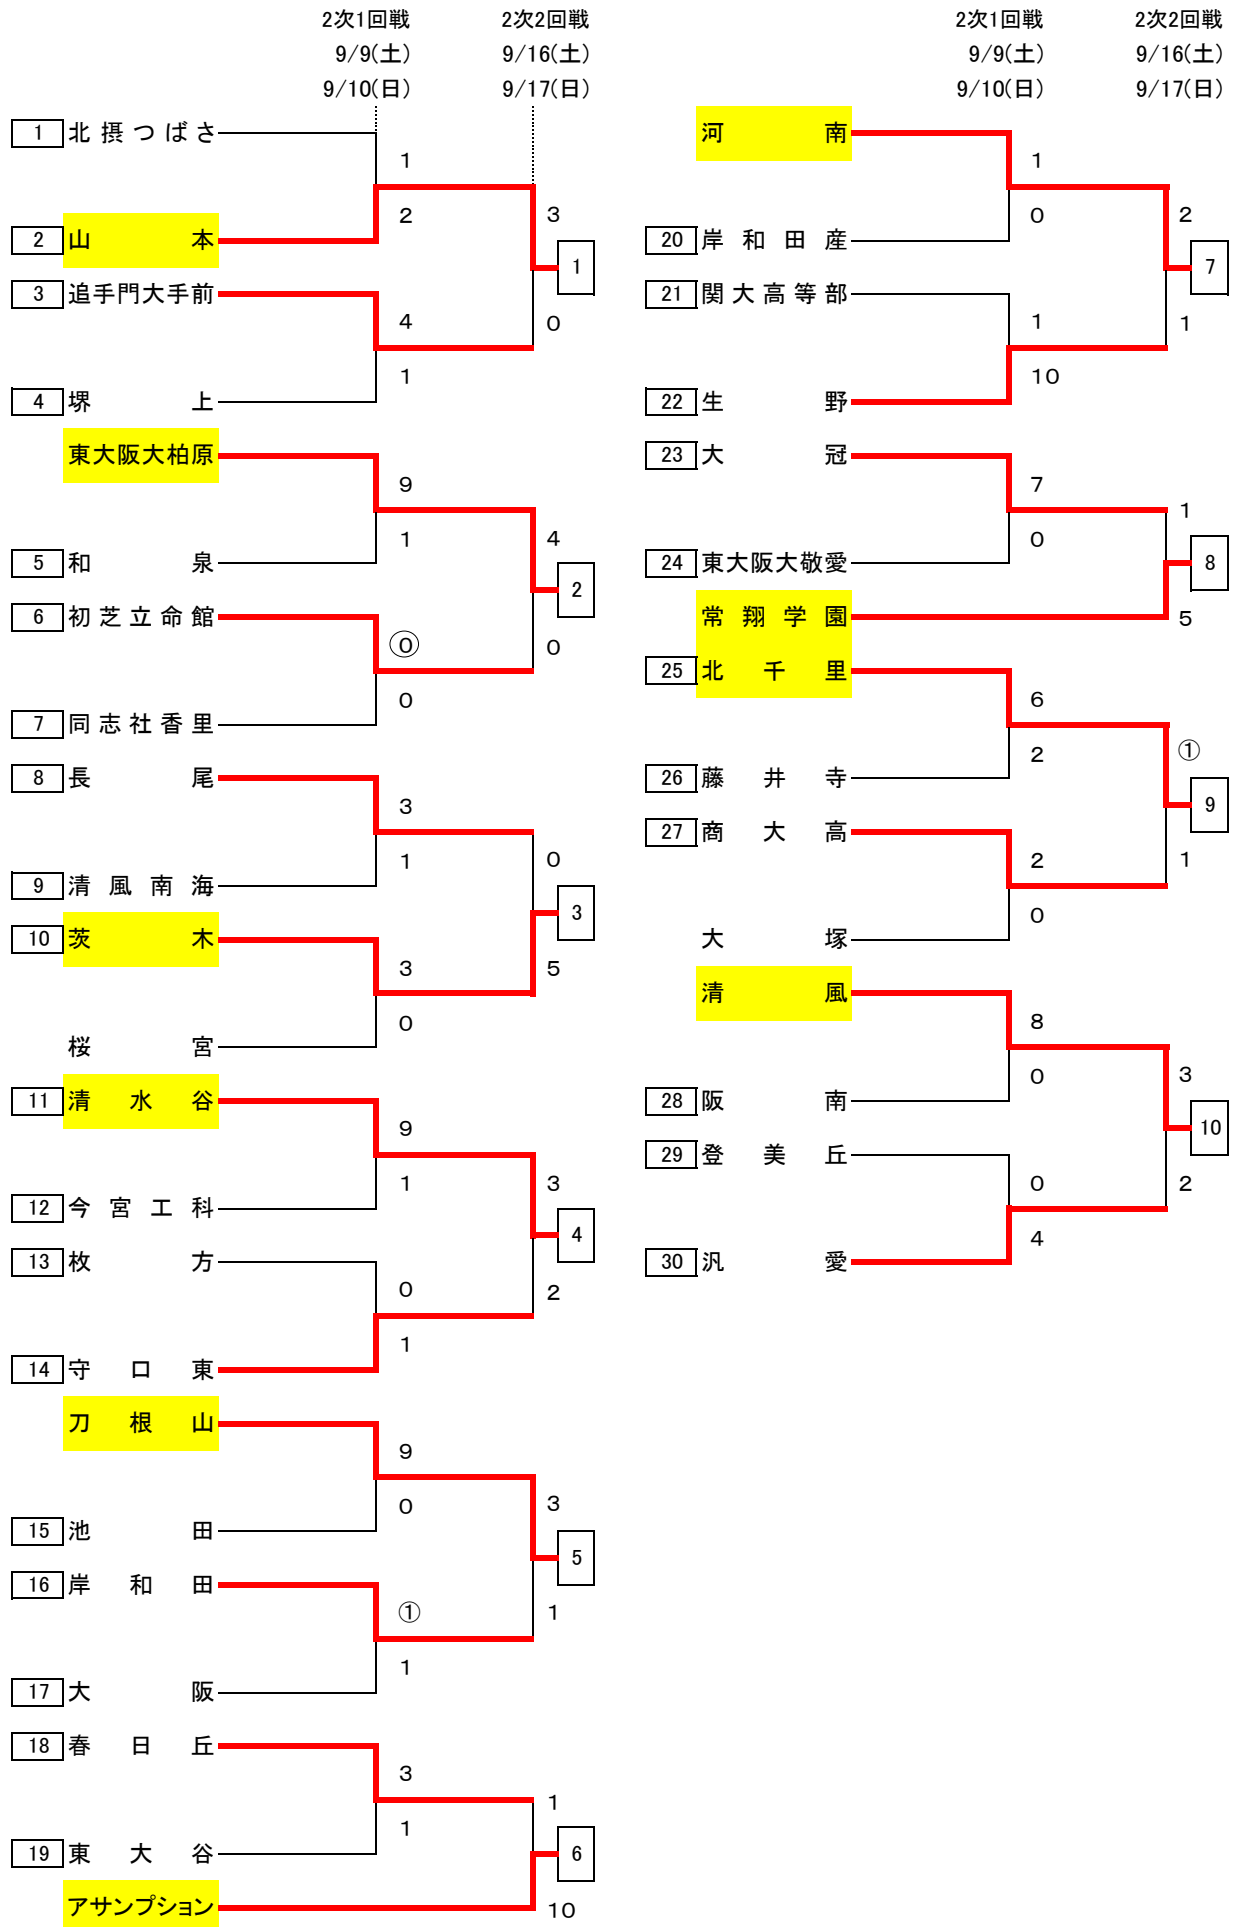 2次1回戦 2次2回戦
9/9(土) 9/16(土)
9/10(日) 9/17(日)
1 北摂つばさ
1
2 3
2 山本
1
3 追手門大手前
4 0
1
4 堺上
東大阪大柏原
9
1 4
5 和泉
2
6 初芝立命館
⓪ 0
0
7 同志社香里
8 長尾
3
1 0
9 清風南海
3
10 茨木
3 5
0
桜宮
11 清水谷
9
1 3
12 今宮工科
4
13 枚方
0 2
1
14 守口東
刀根山
9
0 3
15 池田
5
16 岸和田
① 1
1
17 大阪
18 春日丘
3 1
1
19 東大谷
6
アサンプション
10
2次1回戦 2次2回戦
9/9(土) 9/16(土)
9/10(日) 9/17(日)
河南
1
0 2
20 岸和田産
7
21 関大高等部
1 1
10
22 生野
23 大冠
7 1
0
24 東大阪大敬愛
8
常翔学園 5
25 北千里
6
2 ①
26 藤井寺
9
27 商大高
2 1
0
大塚
清風
8
0 3
28 阪南
10
29 登美丘
0 2
4
30 汎愛